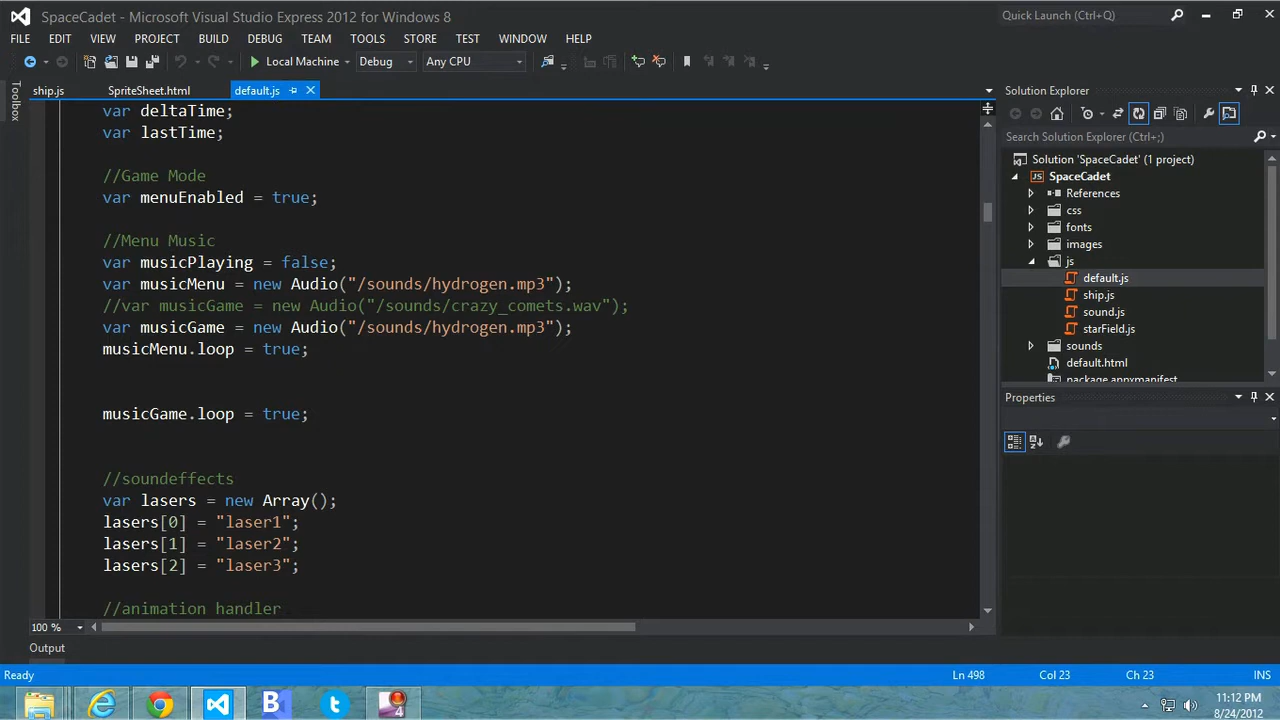 SpaceCadet - Microsoft Visual Studio Express 2012 for Windows 8
Quick Launch (Ctrl+Q)
FILE EDIT VIEW PROJECT BUILD DEBUG TEAM TOOLS STORE TEST WINDOW HELP
Local Machine Debug Any CPU
Toolbox
ship.js SpriteSheet.html default.js
var deltaTime;
var lastTime;
//Game Mode
var menuEnabled = true;
//Menu Music
var musicPlaying = false;
var musicMenu = new Audio("/sounds/hydrogen.mp3");
//var musicGame = new Audio("/sounds/crazy_comets.wav");
var musicGame = new Audio("/sounds/hydrogen.mp3");
musicMenu.loop = true;
musicGame.loop = true;
//soundeffects
var lasers = new Array();
lasers[0] = "laser1";
lasers[1] = "laser2";
lasers[2] = "laser3";
//animation handler
100 %
Solution Explorer
Search Solution Explorer (Ctrl+;)
Solution 'SpaceCadet' (1 project)
JS SpaceCadet
References
css
fonts
images
js
default.js
ship.js
sound.js
starField.js
sounds
default.html
package.appxmanifest
Properties
Output
Ready
Ln 498 Col 23 Ch 23 INS
11:12 PM
8/24/2012